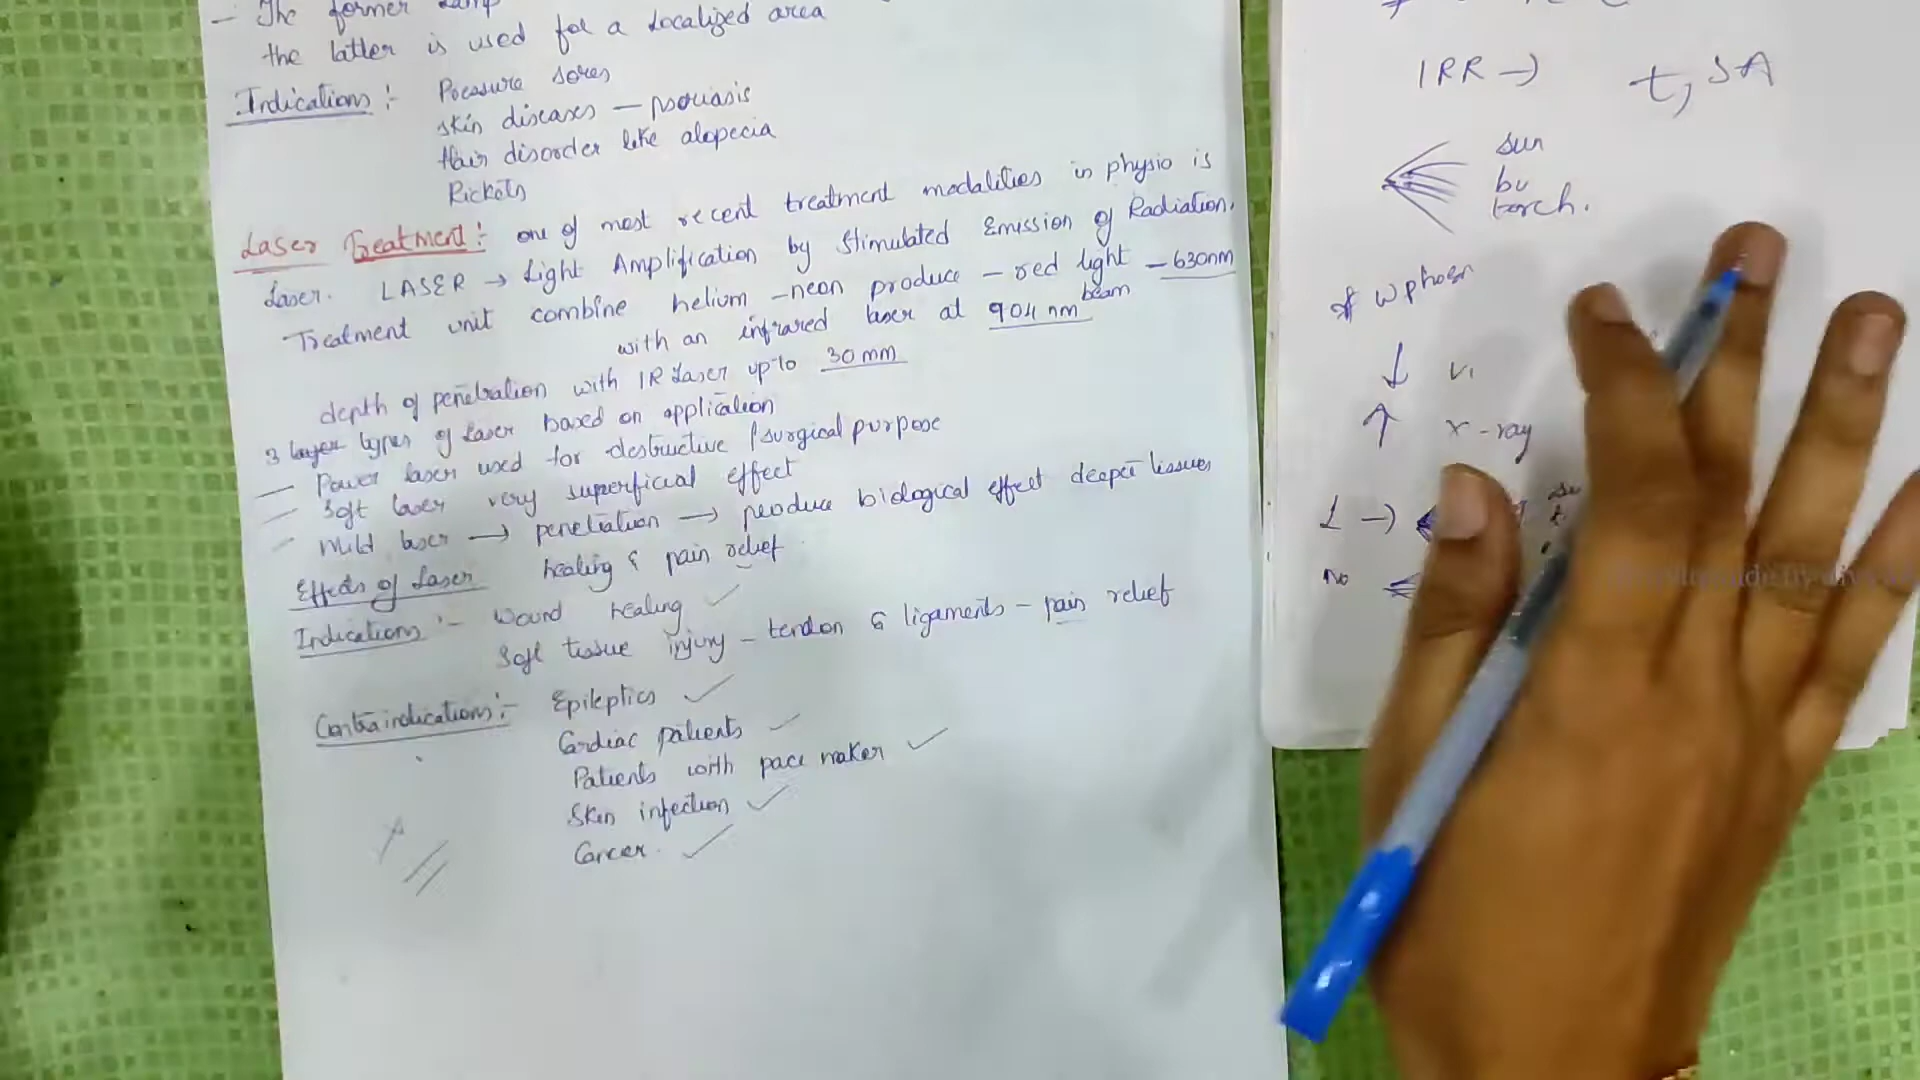 - The former lamp
the latter is used for a localized area
Indications :- Pressure sores
skin diseases - psoriasis
Hair disorder like alopecia
Rickets
Laser Treatment :- one of most recent treatment modalities in physio is
Laser. LASER → Light Amplification by Stimulated Emission of Radiation.
Treatment unit combine helium - neon produce - red light - 630nm
beam
with an infrared laser at 904 nm
depth of penetration with IR Laser upto 30 mm
3 layer types of Laser based on application
— Power laser used for destructive / surgical purpose
— Soft laser very superficial effect
— Mild laser → penetration → produce biological effect deeper tissues
Effects of Laser healing & pain relief
Indications :- Wound healing
Soft tissue injury - tendon & ligaments - pain relief
Contraindications :- Epileptics
Cardiac patients
Patients with pace maker
Skin infection
Cancer.
IRR →
t, SA
sun
torch.
↓
↑ x-ray
L →
No